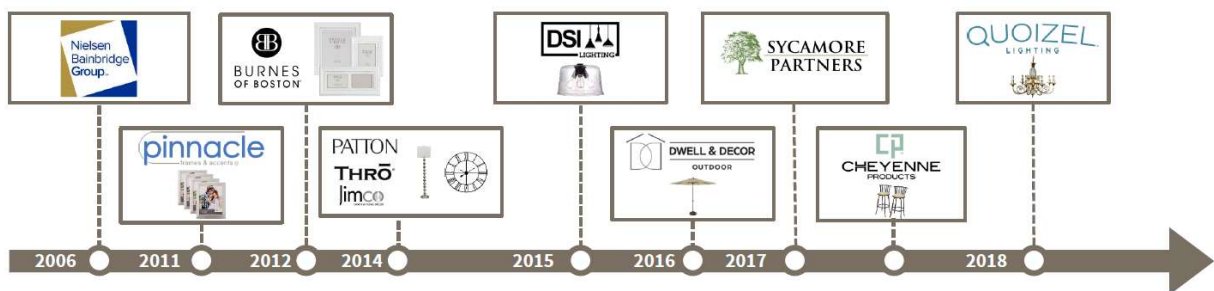 Nielsen
Bainbridge
Group
BURNES
OF BOSTON
DSI
LIGHTING
SYCAMORE
PARTNERS
QUOIZEL
LIGHTING
pinnacle
frames & accents
PATTON
THRŌ
Jimco
DWELL & DECOR
OUTDOOR
CP
CHEYENNE
PRODUCTS
2006 2011 2012 2014 2015 2016 2017 2018